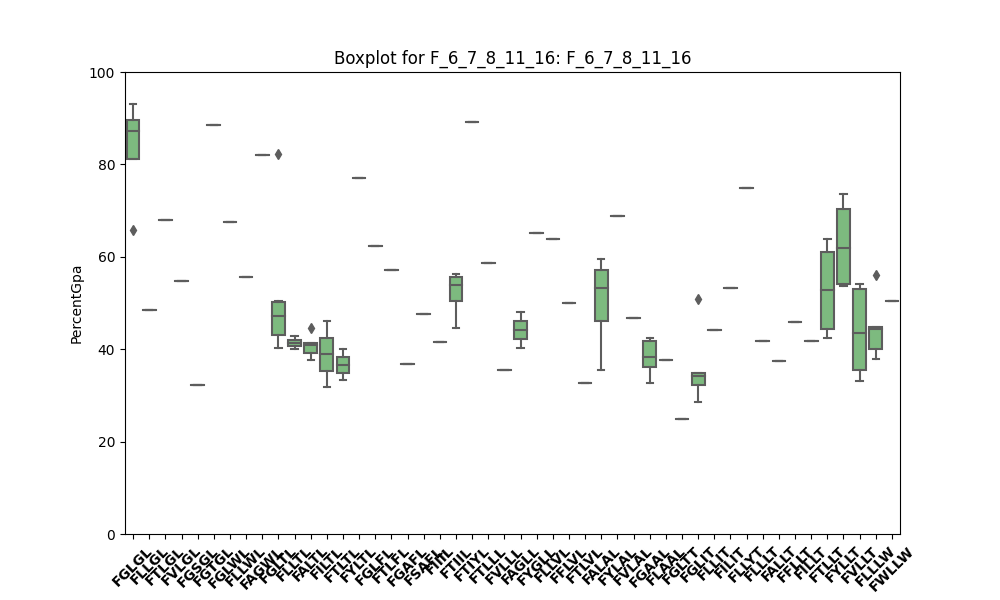 Boxplot for F_6_7_8_11_16: F_6_7_8_11_16
PercentGpa
100
80
60
40
20
0
FGLGL
FLLGL
FTLGL
FVLGL
FGSGL
FGTGL
FGLWL
FLLWL
FAGWL
FGLTL
FLLTL
FALTL
FILTL
FTLTL
FYLTL
FGLFL
FTLFL
FGAFL
FSAFL
FTIIL
FTIYL
FTLLL
FVLLL
FAGLL
FYGLL
FLLVL
FFLVL
FTLVL
FALAL
FYLAL
FVLAL
FGAAL
FLAAL
FGLTT
FGLIT
FLLIT
FILIT
FLLYT
FLLLT
FALLT
FFLLT
FTLLT
FYLLT
FVLLT
FLLLW
FWLLW